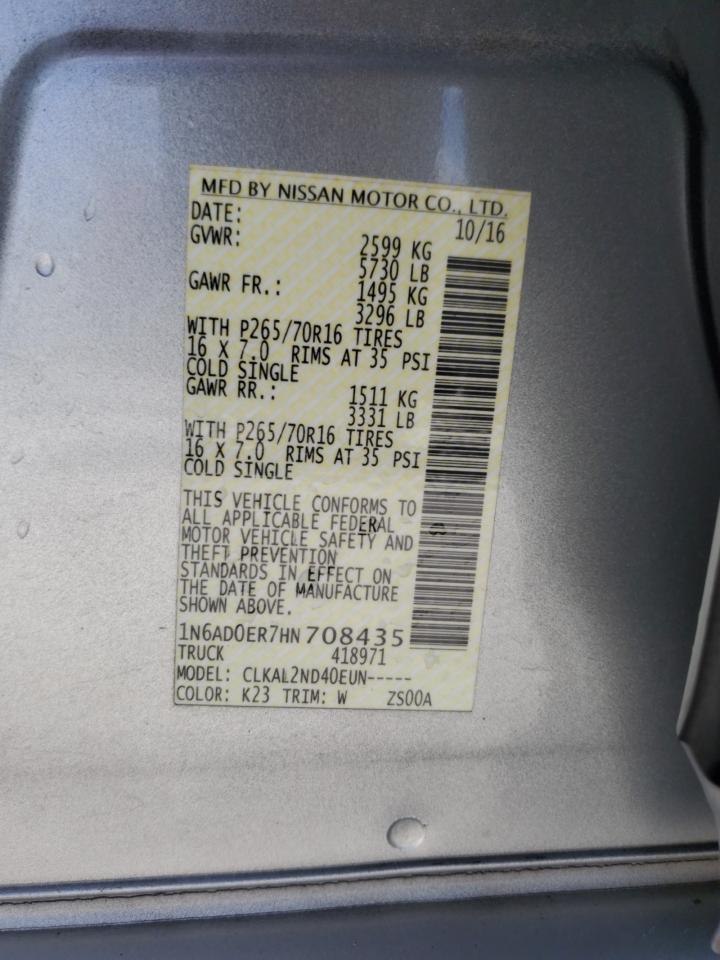 MFD BY NISSAN MOTOR CO., LTD.
DATE: 10/16
GVWR: 2599 KG
5730 LB
GAWR FR.: 1495 KG
3296 LB
WITH P265/70R16 TIRES
16 X 7.0 RIMS AT 35 PSI
COLD SINGLE
GAWR RR.: 1511 KG
3331 LB
WITH P265/70R16 TIRES
16 X 7.0 RIMS AT 35 PSI
COLD SINGLE
THIS VEHICLE CONFORMS TO
ALL APPLICABLE FEDERAL
MOTOR VEHICLE SAFETY AND
THEFT PREVENTION
STANDARDS IN EFFECT ON
THE DATE OF MANUFACTURE
SHOWN ABOVE.
1N6AD0ER7HN708435
TRUCK 418971
MODEL: CLKAL2ND40EUN-----
COLOR: K23 TRIM: W ZS00A